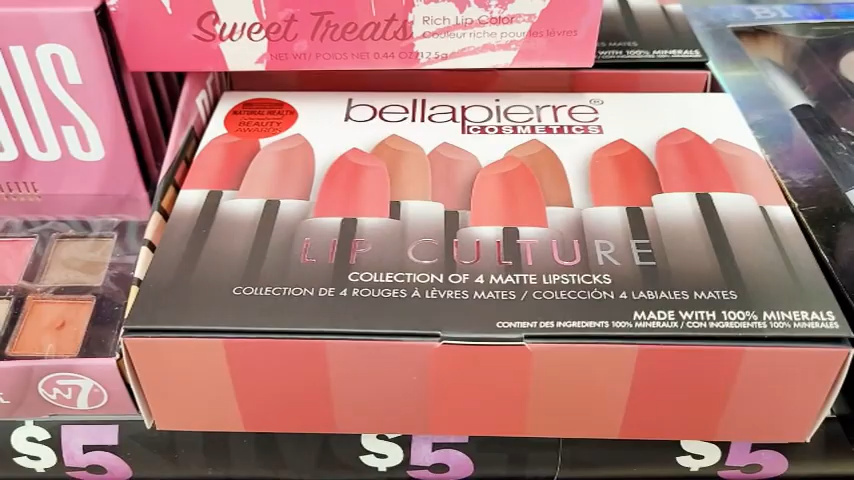 Sweet Treats
Rich Lip Color
Couleur riche pour les lèvres
NET WT/ POIDS NET 0.44 OZ/12.5g
MATES
WITH 100% MINERALS
OUS
LETTE
NATURAL HEALTH
BEAUTY
AWARDS
bellapierre®
COSMETICS
LIP CULTURE
COLLECTION OF 4 MATTE LIPSTICKS
COLLECTION DE 4 ROUGES À LÈVRES MATES / COLECCIÓN 4 LABIALES MATES
MADE WITH 100% MINERALS
CONTIENT DES INGREDIENTS 100% MINERAUX / CON INGREDIENTES 100% MINERALES
W7
$5
$5
$5